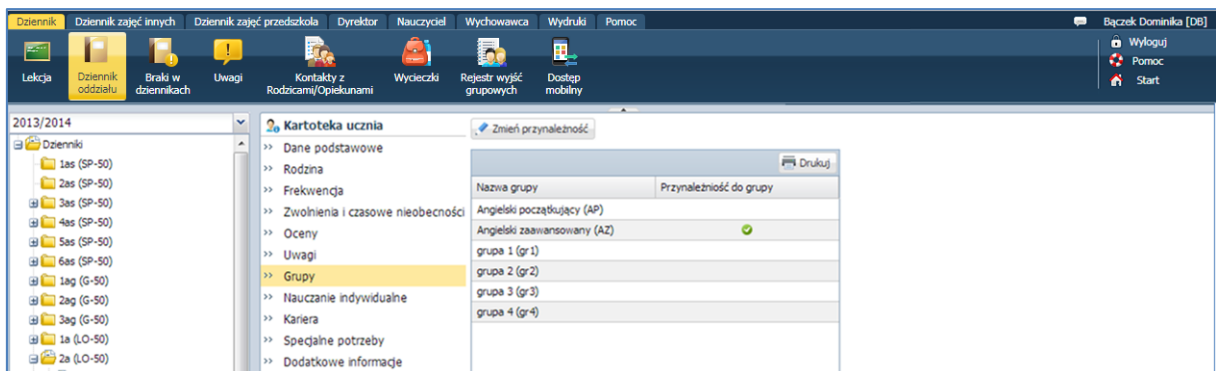 Dziennik Dziennik zajęć innych Dziennik zajęć przedszkola Dyrektor Nauczyciel Wychowawca Wydruki Pomoc Bączek Dominika [DB]
Lekcja
Dziennik oddziału
Braki w dziennikach
Uwagi
Kontakty z Rodzicami/Opiekunami
Wycieczki
Rejestr wyjść grupowych
Dostęp mobilny
Wyloguj
Pomoc
Start
2013/2014
Dzienniki
1as (SP-50)
2as (SP-50)
3as (SP-50)
4as (SP-50)
5as (SP-50)
6as (SP-50)
1ag (G-50)
2ag (G-50)
3ag (G-50)
1a (LO-50)
2a (LO-50)
Kartoteka ucznia
Dane podstawowe
Rodzina
Frekwencja
Zwolnienia i czasowe nieobecności
Oceny
Uwagi
Grupy
Nauczanie indywidualne
Kariera
Specjalne potrzeby
Dodatkowe informacje
Zmień przynależność
Drukuj
Nazwa grupy Przynależniość do grupy
Angielski początkujący (AP)
Angielski zaawansowany (AZ)
grupa 1 (gr1)
grupa 2 (gr2)
grupa 3 (gr3)
grupa 4 (gr4)